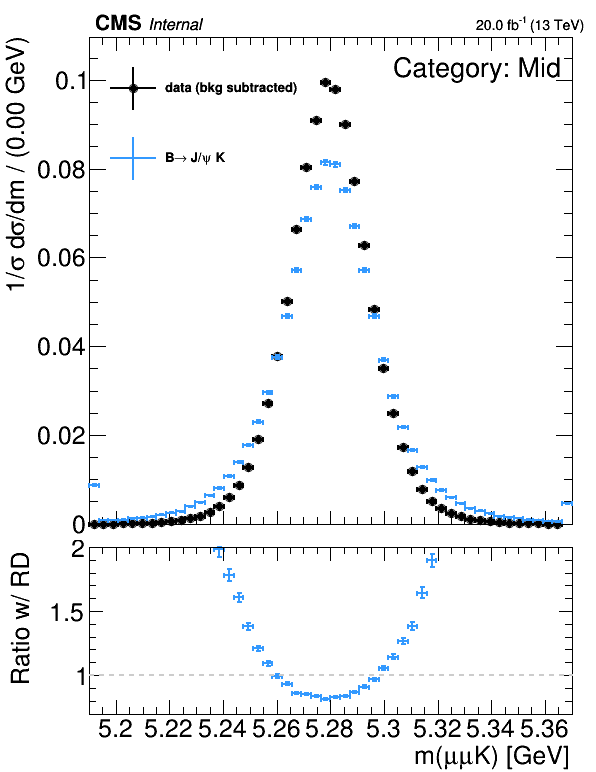 CMS Internal 20.0 fb⁻¹ (13 TeV)
Category: Mid
data (bkg subtracted)
B→ J/ψ K
1/σ dσ/dm / (0.00 GeV)
0.1
0.08
0.06
0.04
0.02
0
Ratio w/ RD
2
1.5
1
5.2 5.22 5.24 5.26 5.28 5.3 5.32 5.34 5.36
m(μμK) [GeV]